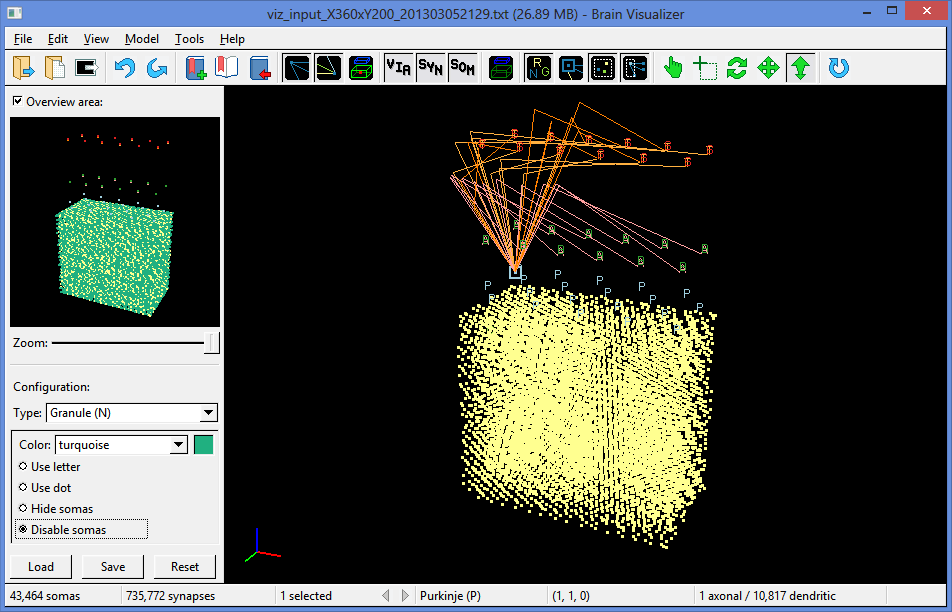 viz_input_X360xY200_201303052129.txt (26.89 MB) - Brain Visualizer
File Edit View Model Tools Help
VIA SYN SOM R N G
Overview area:
Zoom:
Configuration:
Type: Granule (N)
Color: turquoise
Use letter
Use dot
Hide somas
Disable somas
Load Save Reset
43,464 somas 735,772 synapses 1 selected Purkinje (P) (1, 1, 0) 1 axonal / 10,817 dendritic